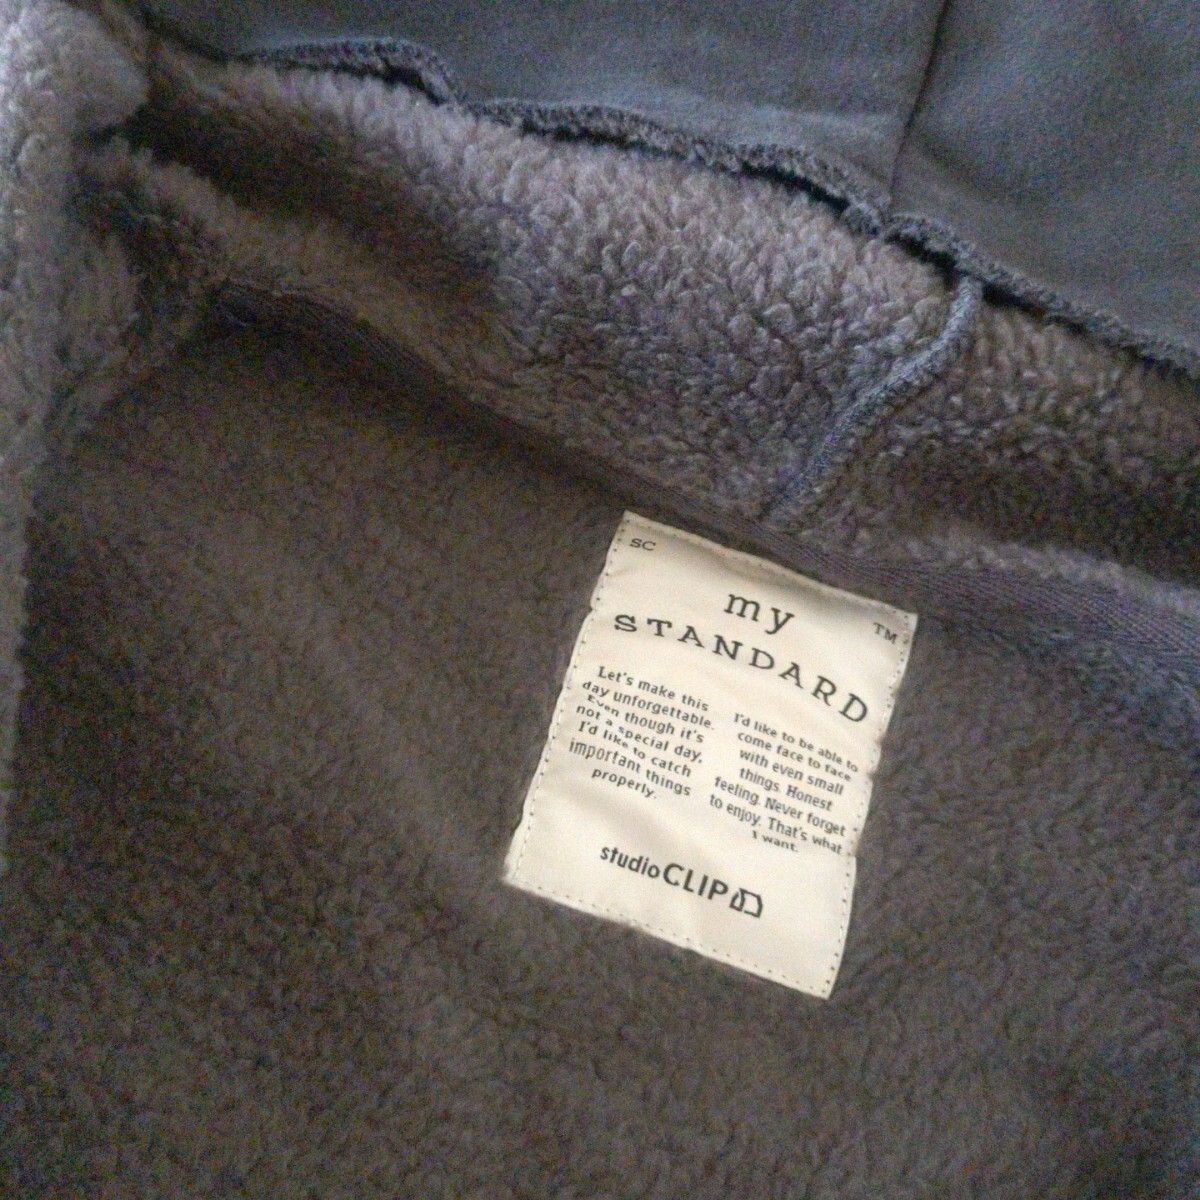 SC
my
TM
STANDARD
Let's make this
day unforgettable.
Even though it's
not a special day,
I'd like to catch
important things
properly.
I'd like to be able to
come face to face
with even small
things. Honest
feeling. Never forget
to enjoy. That's what
I want.
studio CLIP